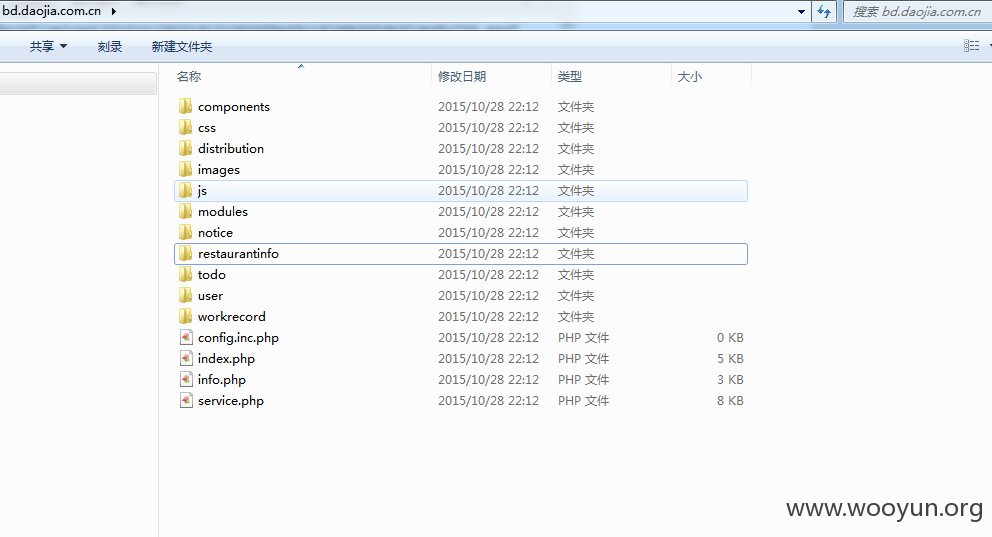 bd.daojia.com.cn 搜索 bd.daojia.com.cn
共享 刻录 新建文件夹
名称 修改日期 类型 大小
components 2015/10/28 22:12 文件夹
css 2015/10/28 22:12 文件夹
distribution 2015/10/28 22:12 文件夹
images 2015/10/28 22:12 文件夹
js 2015/10/28 22:12 文件夹
modules 2015/10/28 22:12 文件夹
notice 2015/10/28 22:12 文件夹
restaurantinfo 2015/10/28 22:12 文件夹
todo 2015/10/28 22:12 文件夹
user 2015/10/28 22:12 文件夹
workrecord 2015/10/28 22:12 文件夹
config.inc.php 2015/10/28 22:12 PHP 文件 0 KB
index.php 2015/10/28 22:12 PHP 文件 5 KB
info.php 2015/10/28 22:12 PHP 文件 3 KB
service.php 2015/10/28 22:12 PHP 文件 8 KB
www.wooyun.org